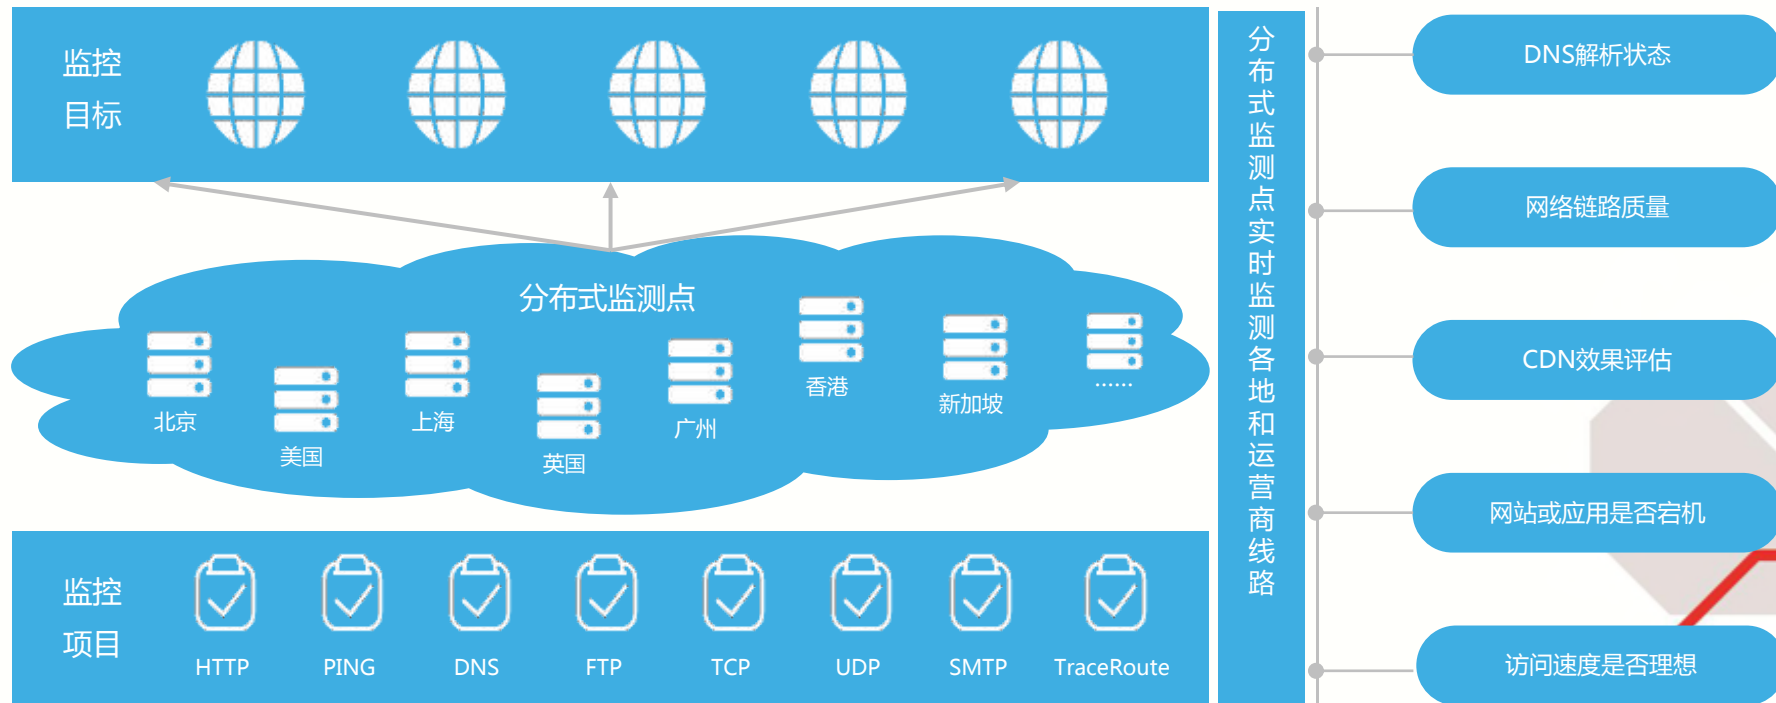 监控
目标
分布式监测点
北京
美国
上海
英国
广州
香港
新加坡
......
监控
项目
HTTP
PING
DNS
FTP
TCP
UDP
SMTP
TraceRoute
分布式监测点实时监测各地和运营商线路
DNS解析状态
网络链路质量
CDN效果评估
网站或应用是否宕机
访问速度是否理想